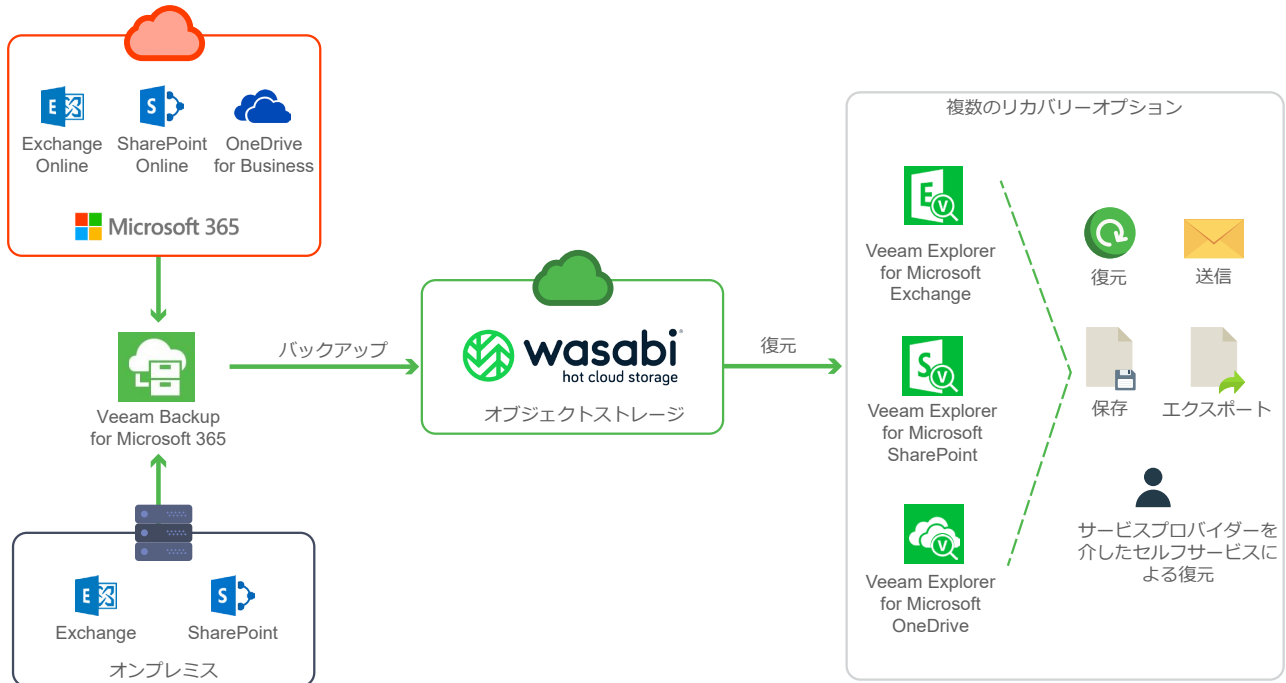 Exchange
Online
SharePoint
Online
OneDrive
for Business
Microsoft 365
Veeam Backup
for Microsoft 365
Exchange
SharePoint
オンプレミス
バックアップ
wasabi
hot cloud storage
オブジェクトストレージ
復元
複数のリカバリーオプション
Veeam Explorer
for Microsoft
Exchange
Veeam Explorer
for Microsoft
SharePoint
Veeam Explorer
for Microsoft
OneDrive
復元
送信
保存
エクスポート
サービスプロバイダーを
介したセルフサービスに
よる復元